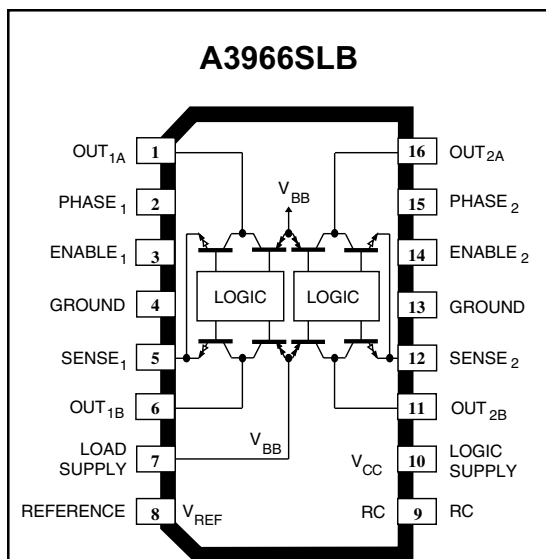 A3966SLB
OUT1A 1 16 OUT2A
PHASE1 2 VBB 15 PHASE2
ENABLE1 3 14 ENABLE2
GROUND 4 LOGIC LOGIC 13 GROUND
SENSE1 5 12 SENSE2
OUT1B 6 11 OUT2B
LOAD SUPPLY 7 VBB VCC 10 LOGIC SUPPLY
REFERENCE 8 VREF RC 9 RC